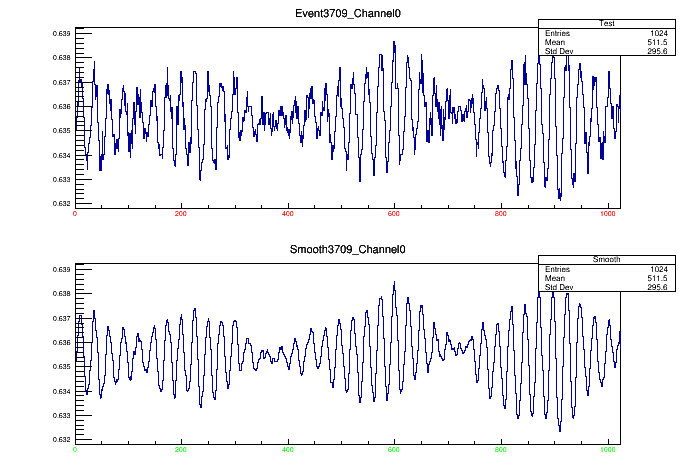 Event3709_Channel0
Test
Entries 1024
Mean 511.5
Std Dev 295.6
0.639
0.638
0.637
0.636
0.635
0.634
0.633
0.632
0 200 400 600 800 1000
Smooth3709_Channel0
Smooth
Entries 1024
Mean 511.5
Std Dev 295.6
0.639
0.638
0.637
0.636
0.635
0.634
0.633
0.632
0 200 400 600 800 1000